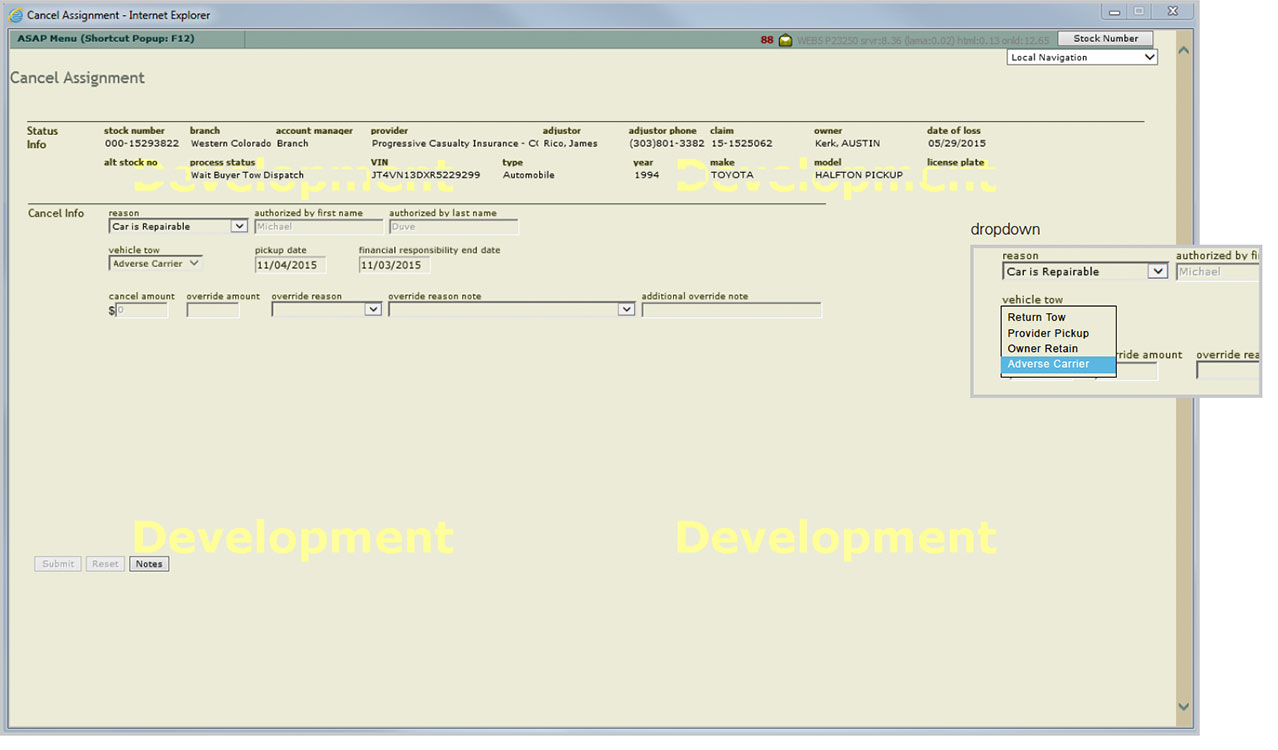 Cancel Assignment - Internet Explorer
ASAP Menu (Shortcut Popup: F12)
88 WEBS P23250 srvr:8.36 (lama:0.02) html:0.13 onld:12.65
Stock Number
Local Navigation
Cancel Assignment
Status Info
stock number branch account manager provider adjustor adjustor phone claim owner date of loss
000-15293822 Western Colorado Branch Progressive Casualty Insurance - CO Rico, James (303)801-3382 15-1525062 Kerk, AUSTIN 05/29/2015
alt stock no process status VIN type year make model license plate
Wait Buyer Tow Dispatch JT4VN13DXR5229299 Automobile 1994 TOYOTA HALFTON PICKUP
Development Development
Cancel Info
reason authorized by first name authorized by last name
Car is Repairable Michael Duve
vehicle tow pickup date financial responsibility end date
Adverse Carrier 11/04/2015 11/03/2015
cancel amount override amount override reason override reason note additional override note
$0
dropdown
reason authorized by fi
Car is Repairable Michael
vehicle tow
Return Tow
Provider Pickup
Owner Retain
Adverse Carrier
rride amount override rea
Development Development
Submit Reset Notes